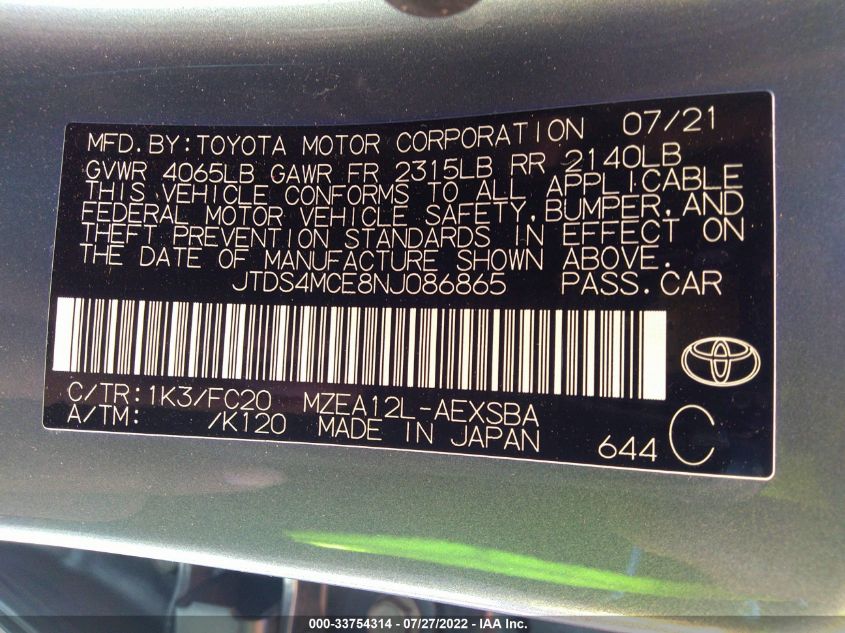 MFD. BY: TOYOTA MOTOR CORPORATION 07/21
GVWR 4065LB GAWR FR 2315LB RR 2140LB
THIS VEHICLE CONFORMS TO ALL APPLICABLE
FEDERAL MOTOR VEHICLE SAFETY, BUMPER, AND
THEFT PREVENTION STANDARDS IN EFFECT ON
THE DATE OF MANUFACTURE SHOWN ABOVE.
JTDS4MCE8NJ086865 PASS. CAR
C/TR: 1K3/FC20 MZEA12L-AEXSBA
A/TM: /K120 MADE IN JAPAN
644 C
000-33754314 - 07/27/2022 - IAA Inc.